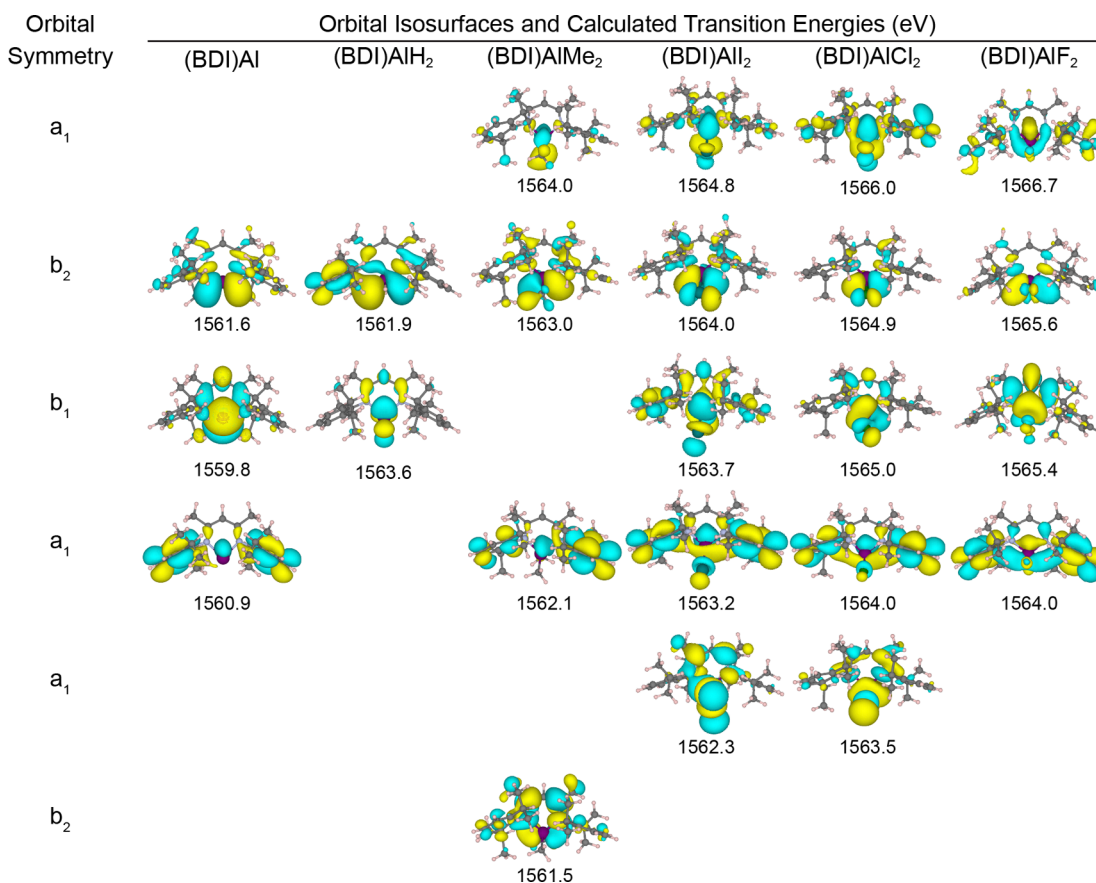 Orbital Symmetry
Orbital Isosurfaces and Calculated Transition Energies (eV)
(BDI)Al (BDI)AlH₂ (BDI)AlMe₂ (BDI)AlI₂ (BDI)AlCl₂ (BDI)AlF₂
a₁
1564.0 1564.8 1566.0 1566.7
b₂
1561.6 1561.9 1563.0 1564.0 1564.9 1565.6
b₁
1559.8 1563.6 1563.7 1565.0 1565.4
a₁
1560.9 1562.1 1563.2 1564.0 1564.0
a₁
1562.3 1563.5
b₂
1561.5